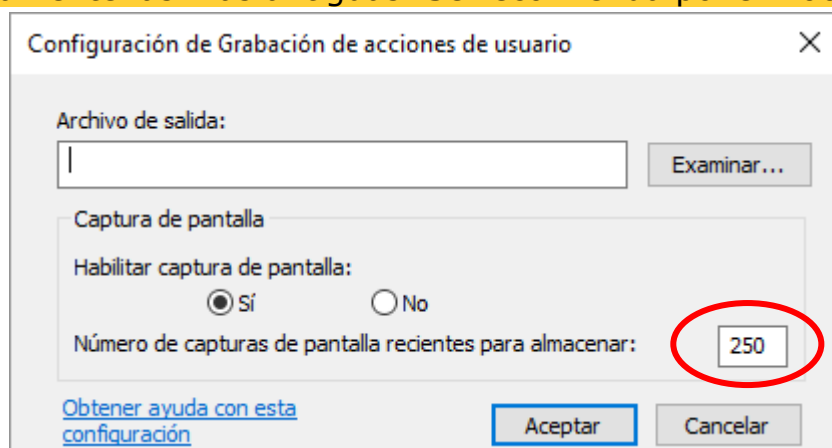 Configuración de Grabación de acciones de usuario
Archivo de salida:
Examinar...
Captura de pantalla
Habilitar captura de pantalla:
Sí No
Número de capturas de pantalla recientes para almacenar: 250
Obtener ayuda con esta
configuración
Aceptar Cancelar